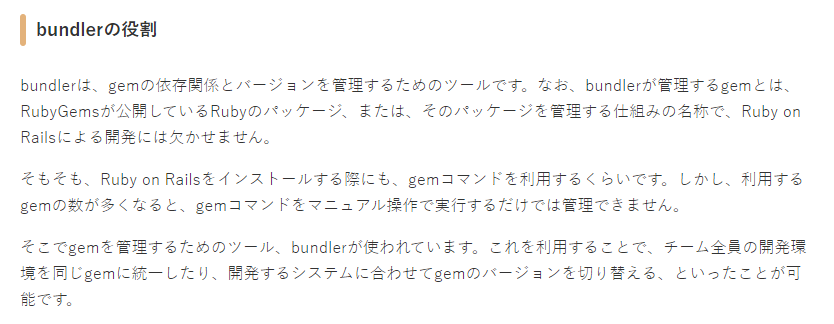 bundlerの役割
bundlerは、gemの依存関係とバージョンを管理するためのツールです。なお、bundlerが管理するgemとは、
RubyGemsが公開しているRubyのパッケージ、または、そのパッケージを管理する仕組みの名称で、Ruby on
Railsによる開発には欠かせません。
そもそも、Ruby on Railsをインストールする際にも、gemコマンドを利用するくらいです。しかし、利用する
gemの数が多くなると、gemコマンドをマニュアル操作で実行するだけでは管理できません。
そこでgemを管理するためのツール、bundlerが使われています。これを利用することで、チーム全員の開発環
境を同じgemに統一したり、開発するシステムに合わせてgemのバージョンを切り替える、といったことが可
能です。